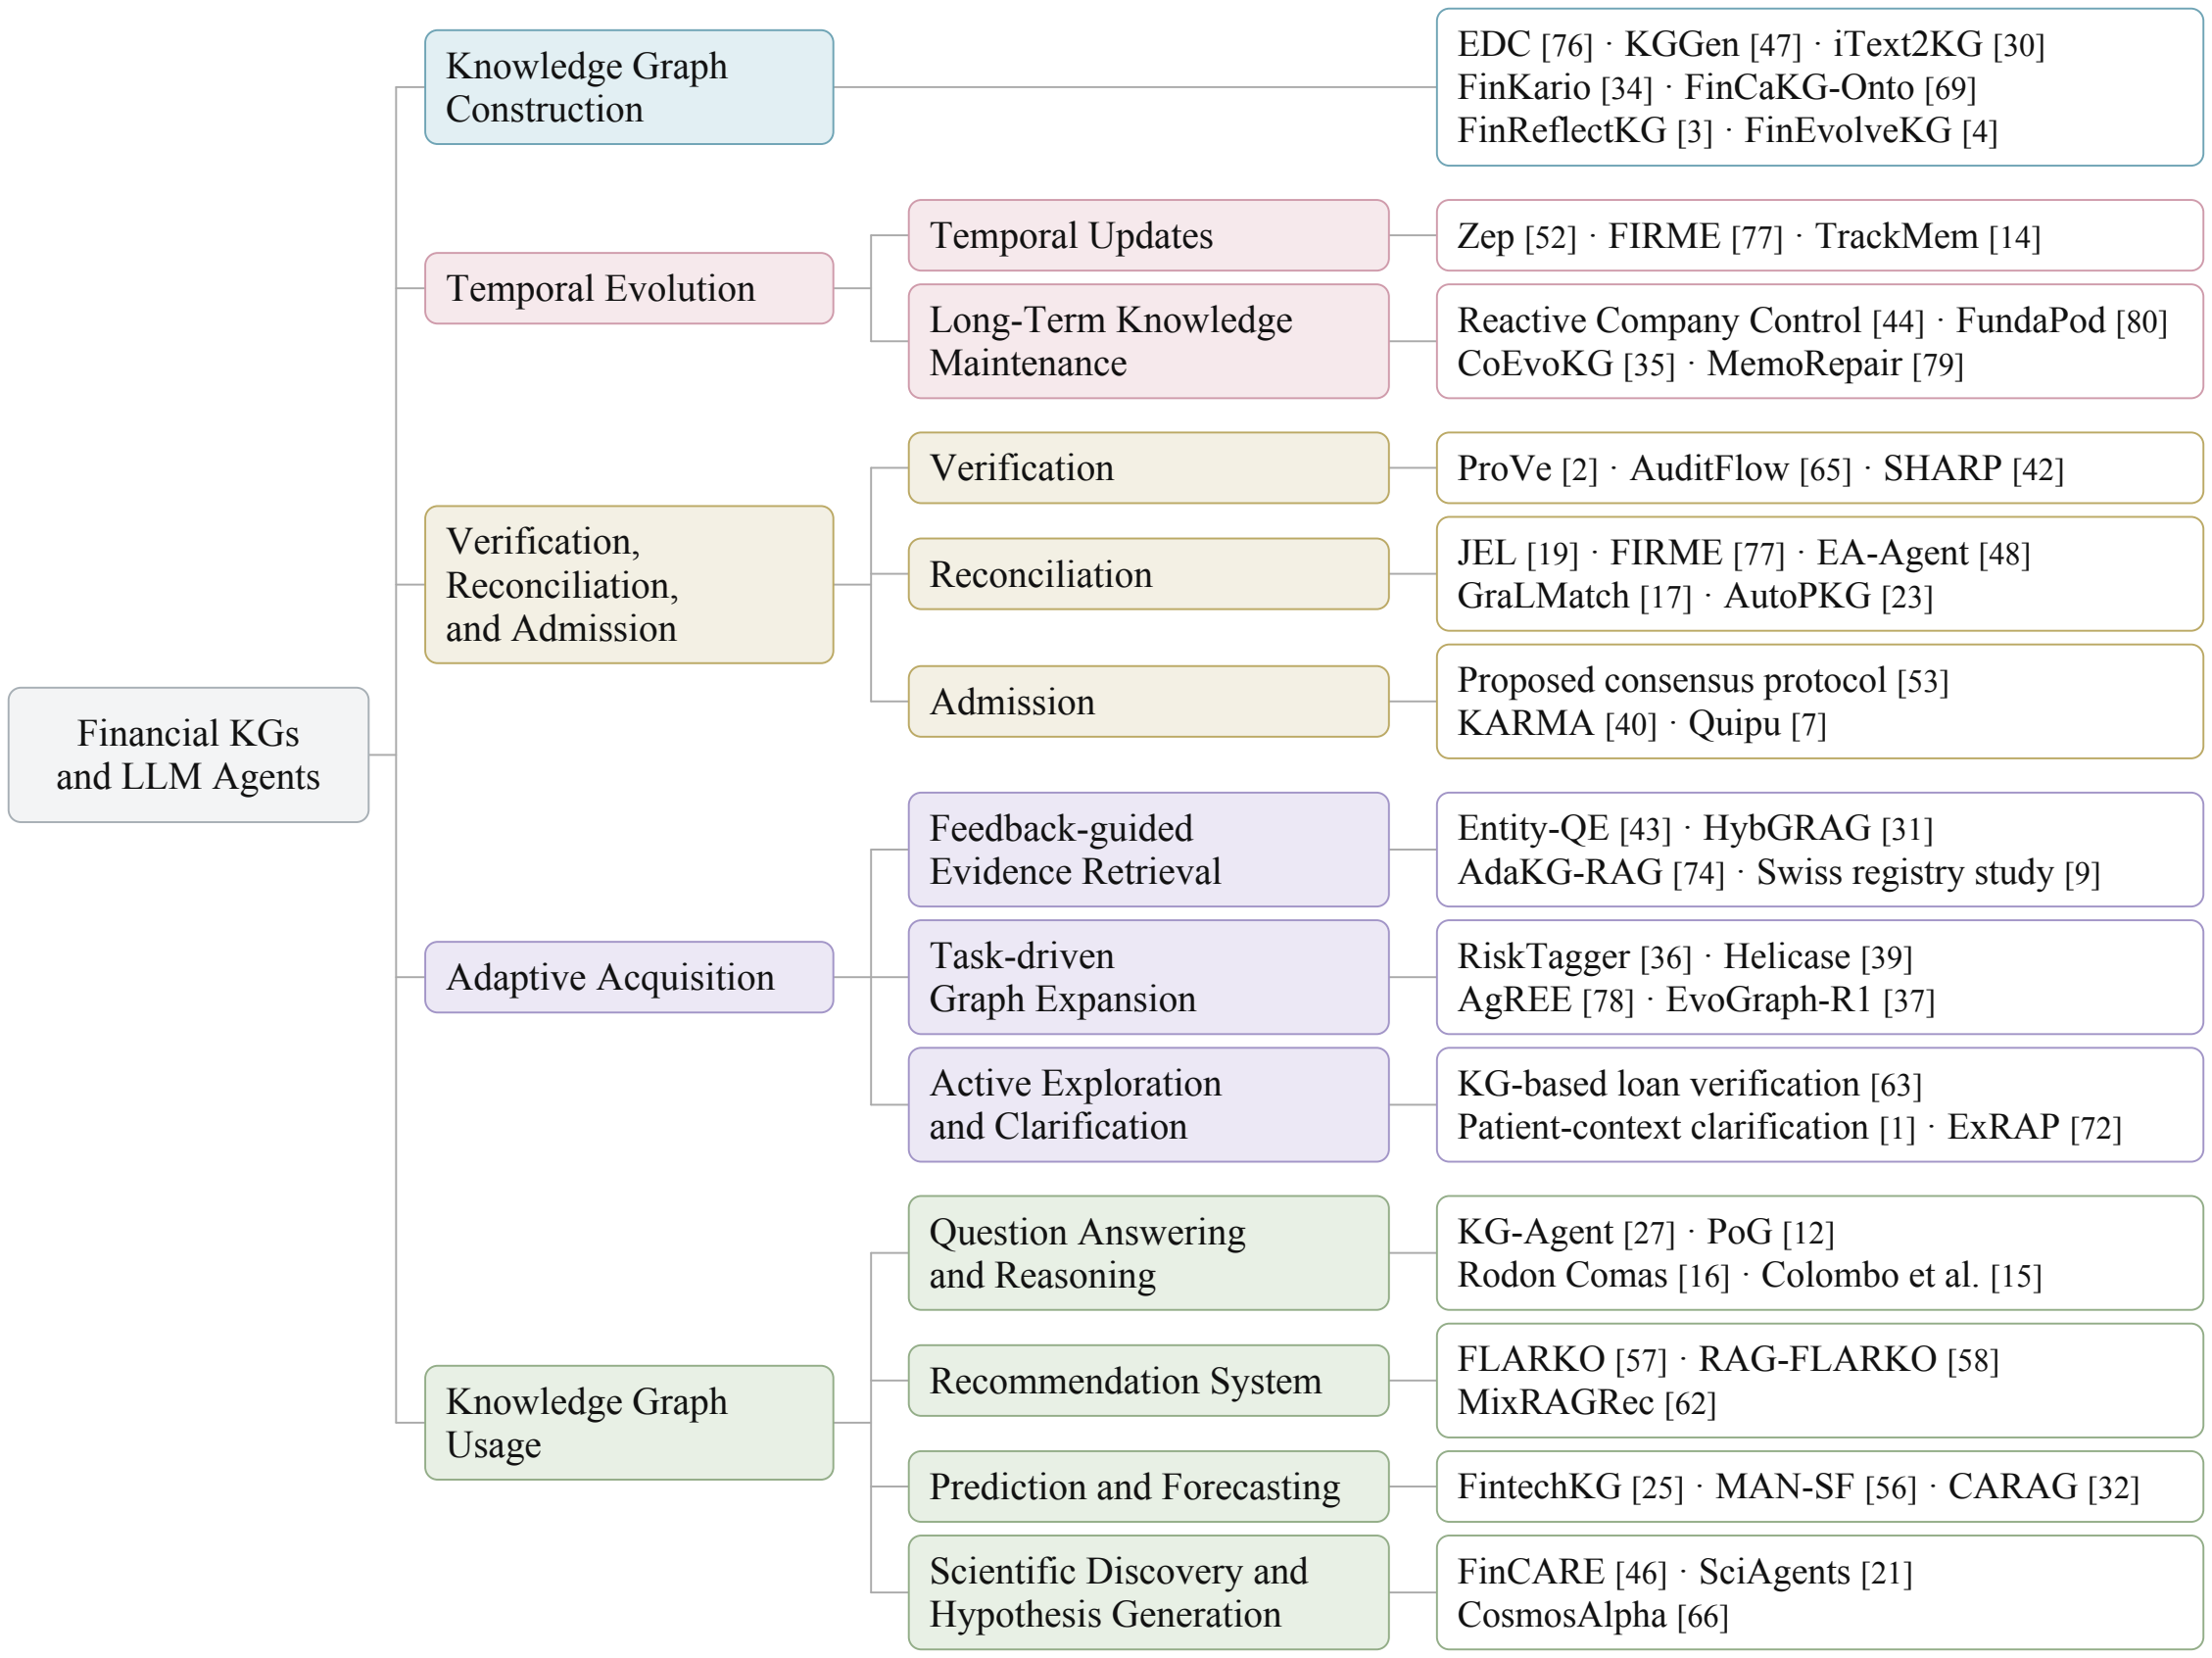 Financial KGs
and LLM Agents
Knowledge Graph
Construction
EDC [76] · KGGen [47] · iText2KG [30]
FinKario [34] · FinCaKG-Onto [69]
FinReflectKG [3] · FinEvolveKG [4]
Temporal Evolution
Temporal Updates
Zep [52] · FIRME [77] · TrackMem [14]
Long-Term Knowledge
Maintenance
Reactive Company Control [44] · FundaPod [80]
CoEvoKG [35] · MemoRepair [79]
Verification,
Reconciliation,
and Admission
Verification
ProVe [2] · AuditFlow [65] · SHARP [42]
Reconciliation
JEL [19] · FIRME [77] · EA-Agent [48]
GraLMatch [17] · AutoPKG [23]
Admission
Proposed consensus protocol [53]
KARMA [40] · Quipu [7]
Adaptive Acquisition
Feedback-guided
Evidence Retrieval
Entity-QE [43] · HybGRAG [31]
AdaKG-RAG [74] · Swiss registry study [9]
Task-driven
Graph Expansion
RiskTagger [36] · Helicase [39]
AgREE [78] · EvoGraph-R1 [37]
Active Exploration
and Clarification
KG-based loan verification [63]
Patient-context clarification [1] · ExRAP [72]
Knowledge Graph
Usage
Question Answering
and Reasoning
KG-Agent [27] · PoG [12]
Rodon Comas [16] · Colombo et al. [15]
Recommendation System
FLARKO [57] · RAG-FLARKO [58]
MixRAGRec [62]
Prediction and Forecasting
FintechKG [25] · MAN-SF [56] · CARAG [32]
Scientific Discovery and
Hypothesis Generation
FinCARE [46] · SciAgents [21]
CosmosAlpha [66]